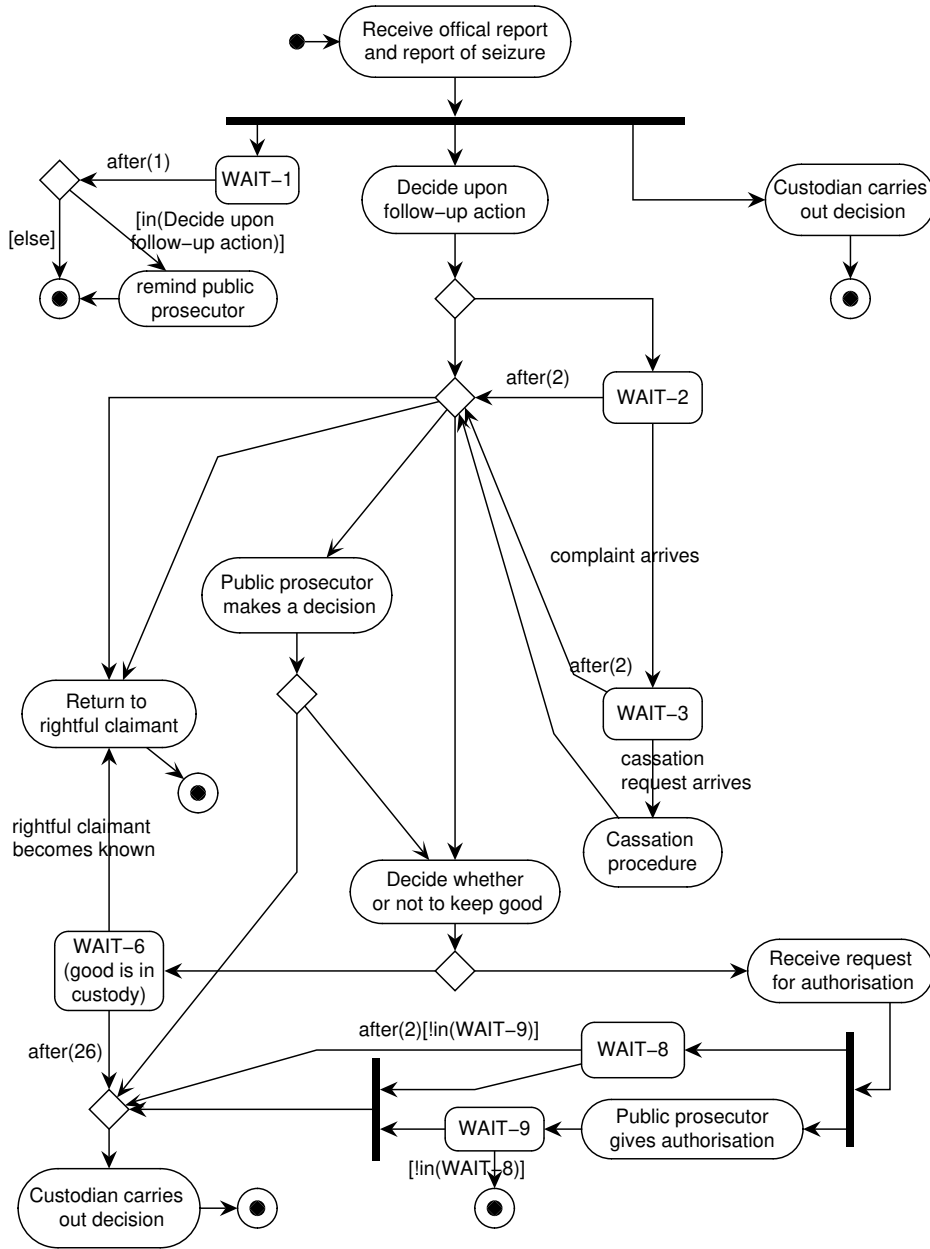 Receive offical report
and report of seizure
after(1)
WAIT−1
Decide upon
follow−up action
Custodian carries
out decision
[in(Decide upon
follow−up action)]
[else]
remind public
prosecutor
after(2)
WAIT−2
complaint arrives
Public prosecutor
makes a decision
after(2)
Return to
rightful claimant
WAIT−3
cassation
request arrives
rightful claimant
becomes known
Cassation
procedure
Decide whether
or not to keep good
WAIT−6
(good is in
custody)
Receive request
for authorisation
after(2)[!in(WAIT−9)]
WAIT−8
after(26)
WAIT−9
Public prosecutor
gives authorisation
[!in(WAIT−8)]
Custodian carries
out decision